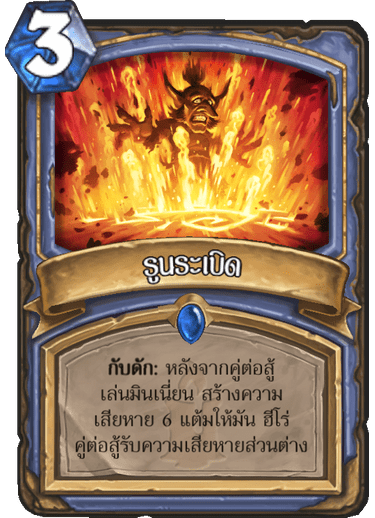 3
รูนระเบิด
กับดัก: หลังจากคู่ต่อสู้
เล่นมินเนี่ยน สร้างความ
เสียหาย 6 แต้มให้มัน ฮีโร่
คู่ต่อสู้รับความเสียหายส่วนต่าง